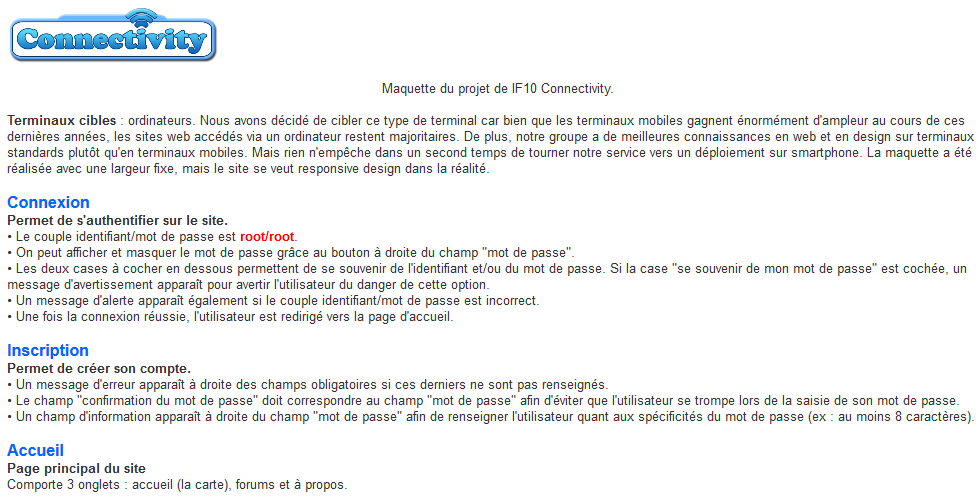 Connectivity
Maquette du projet de IF10 Connectivity.
Terminaux cibles : ordinateurs. Nous avons décidé de cibler ce type de terminal car bien que les terminaux mobiles gagnent énormément d'ampleur au cours de ces
dernières années, les sites web accédés via un ordinateur restent majoritaires. De plus, notre groupe a de meilleures connaissances en web et en design sur terminaux
standards plutôt qu'en terminaux mobiles. Mais rien n'empêche dans un second temps de tourner notre service vers un déploiement sur smartphone. La maquette a été
réalisée avec une largeur fixe, mais le site se veut responsive design dans la réalité.
Connexion
Permet de s'authentifier sur le site.
• Le couple identifiant/mot de passe est root/root.
• On peut afficher et masquer le mot de passe grâce au bouton à droite du champ "mot de passe".
• Les deux cases à cocher en dessous permettent de se souvenir de l'identifiant et/ou du mot de passe. Si la case "se souvenir de mon mot de passe" est cochée, un
message d'avertissement apparaît pour avertir l'utilisateur du danger de cette option.
• Un message d'alerte apparaît également si le couple identifiant/mot de passe est incorrect.
• Une fois la connexion réussie, l'utilisateur est redirigé vers la page d'accueil.
Inscription
Permet de créer son compte.
• Un message d'erreur apparaît à droite des champs obligatoires si ces derniers ne sont pas renseignés.
• Le champ "confirmation du mot de passe" doit correspondre au champ "mot de passe" afin d'éviter que l'utilisateur se trompe lors de la saisie de son mot de passe.
• Un champ d'information apparaît à droite du champ "mot de passe" afin de renseigner l'utilisateur quant aux spécificités du mot de passe (ex : au moins 8 caractères).
Accueil
Page principal du site
Comporte 3 onglets : accueil (la carte), forums et à propos.